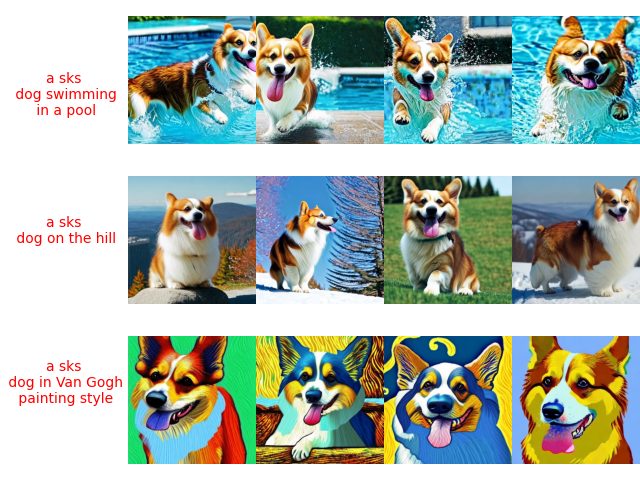 a sks
dog swimming
in a pool
a sks
dog on the hill
a sks
dog in Van Gogh
painting style